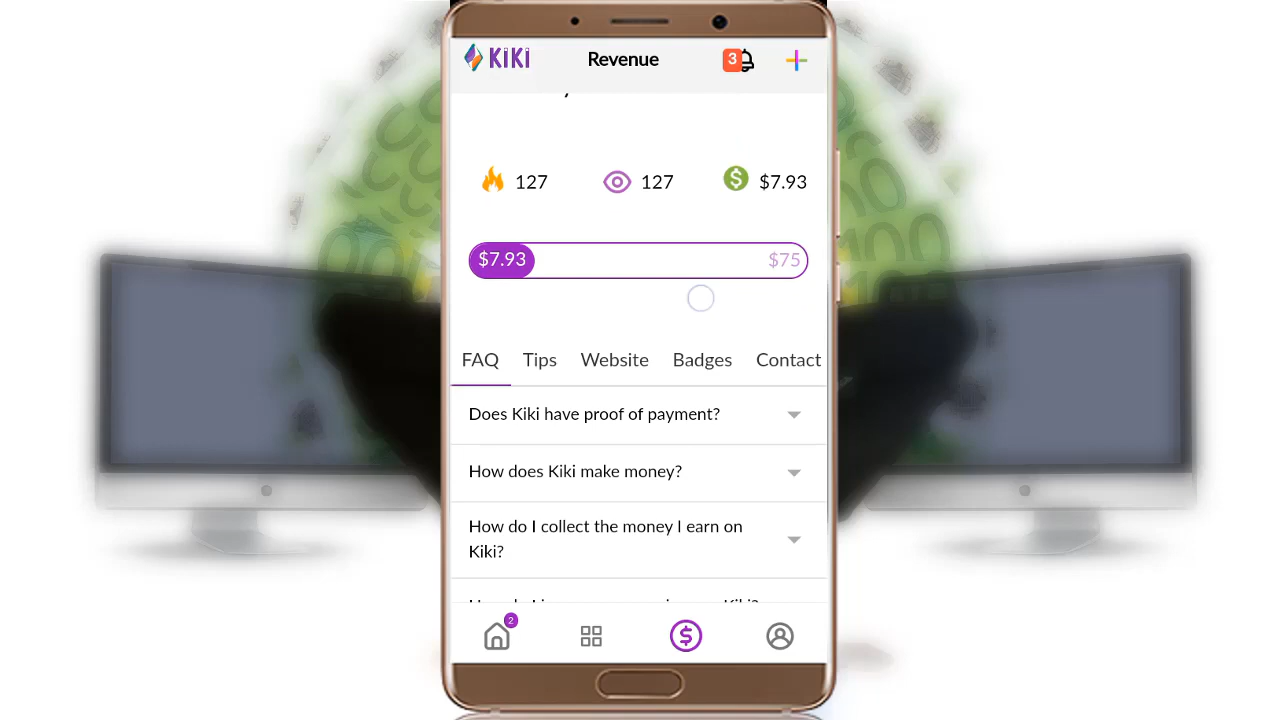 KiKi
Revenue
3
127
127
$7.93
$7.93
$75
FAQ
Tips
Website
Badges
Contact
Does Kiki have proof of payment?
How does Kiki make money?
How do I collect the money I earn on
Kiki?
2